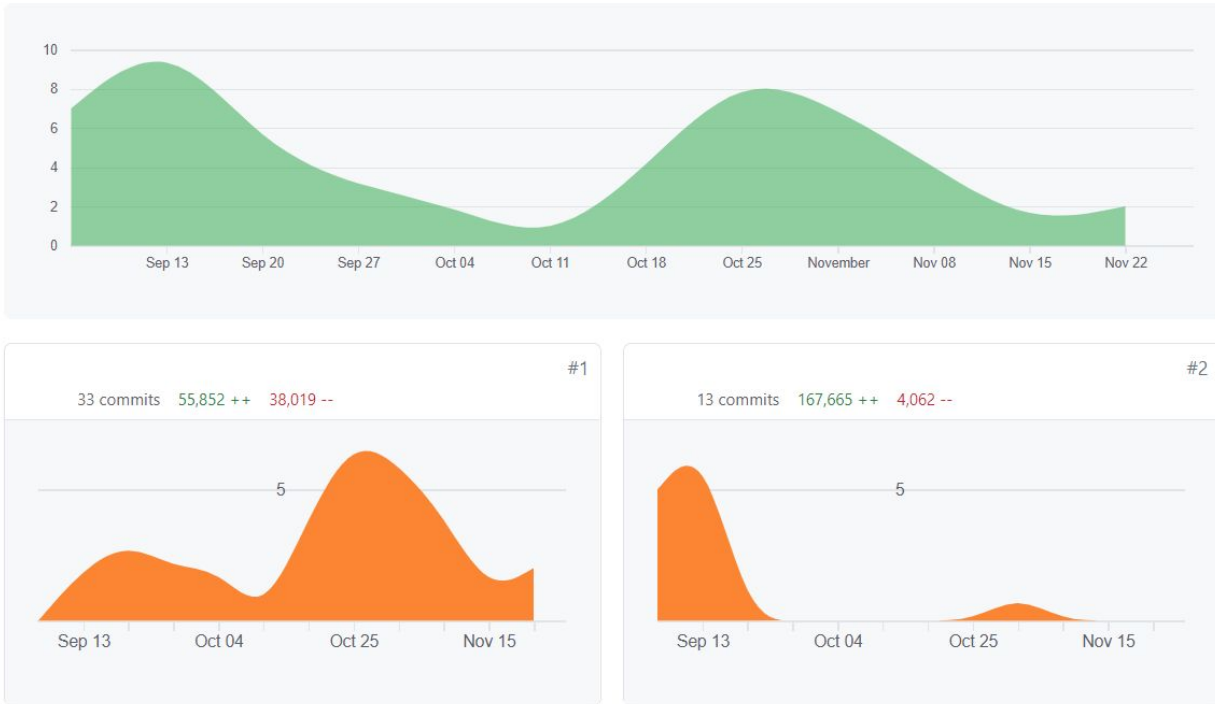 10
8
6
4
2
0
Sep 13 Sep 20 Sep 27 Oct 04 Oct 11 Oct 18 Oct 25 November Nov 08 Nov 15 Nov 22
#1
33 commits 55,852 ++ 38,019 --
5
Sep 13 Oct 04 Oct 25 Nov 15
#2
13 commits 167,665 ++ 4,062 --
5
Sep 13 Oct 04 Oct 25 Nov 15